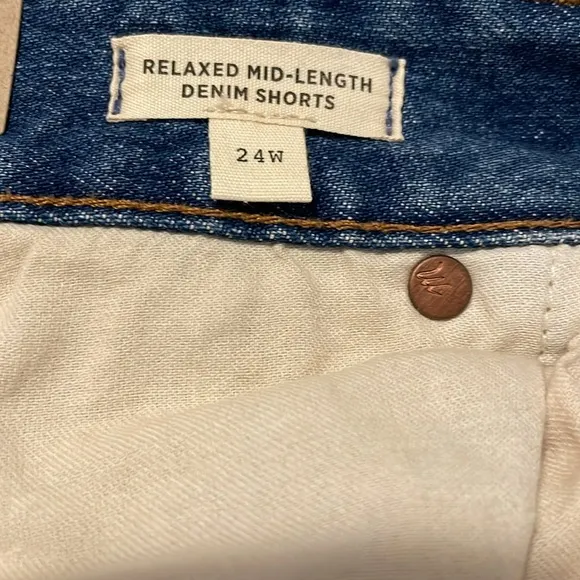 RELAXED MID-LENGTH
DENIM SHORTS
24W